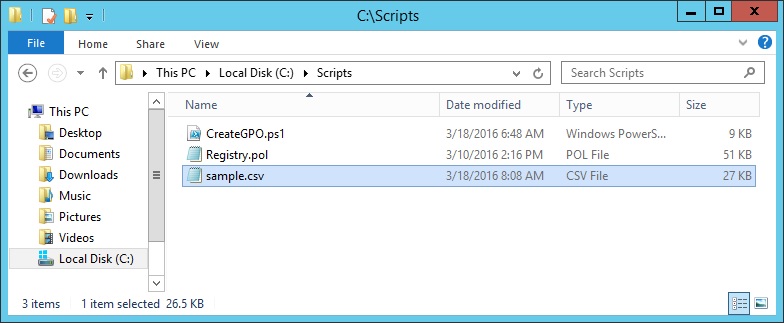 C:\Scripts
File Home Share View
This PC Local Disk (C:) Scripts Search Scripts
Name Date modified Type Size
This PC
Desktop
Documents
Downloads
Music
Pictures
Videos
Local Disk (C:)
CreateGPO.ps1 3/18/2016 6:48 AM Windows PowerS... 9 KB
Registry.pol 3/10/2016 2:16 PM POL File 51 KB
sample.csv 3/18/2016 8:08 AM CSV File 27 KB
3 items 1 item selected 26.5 KB